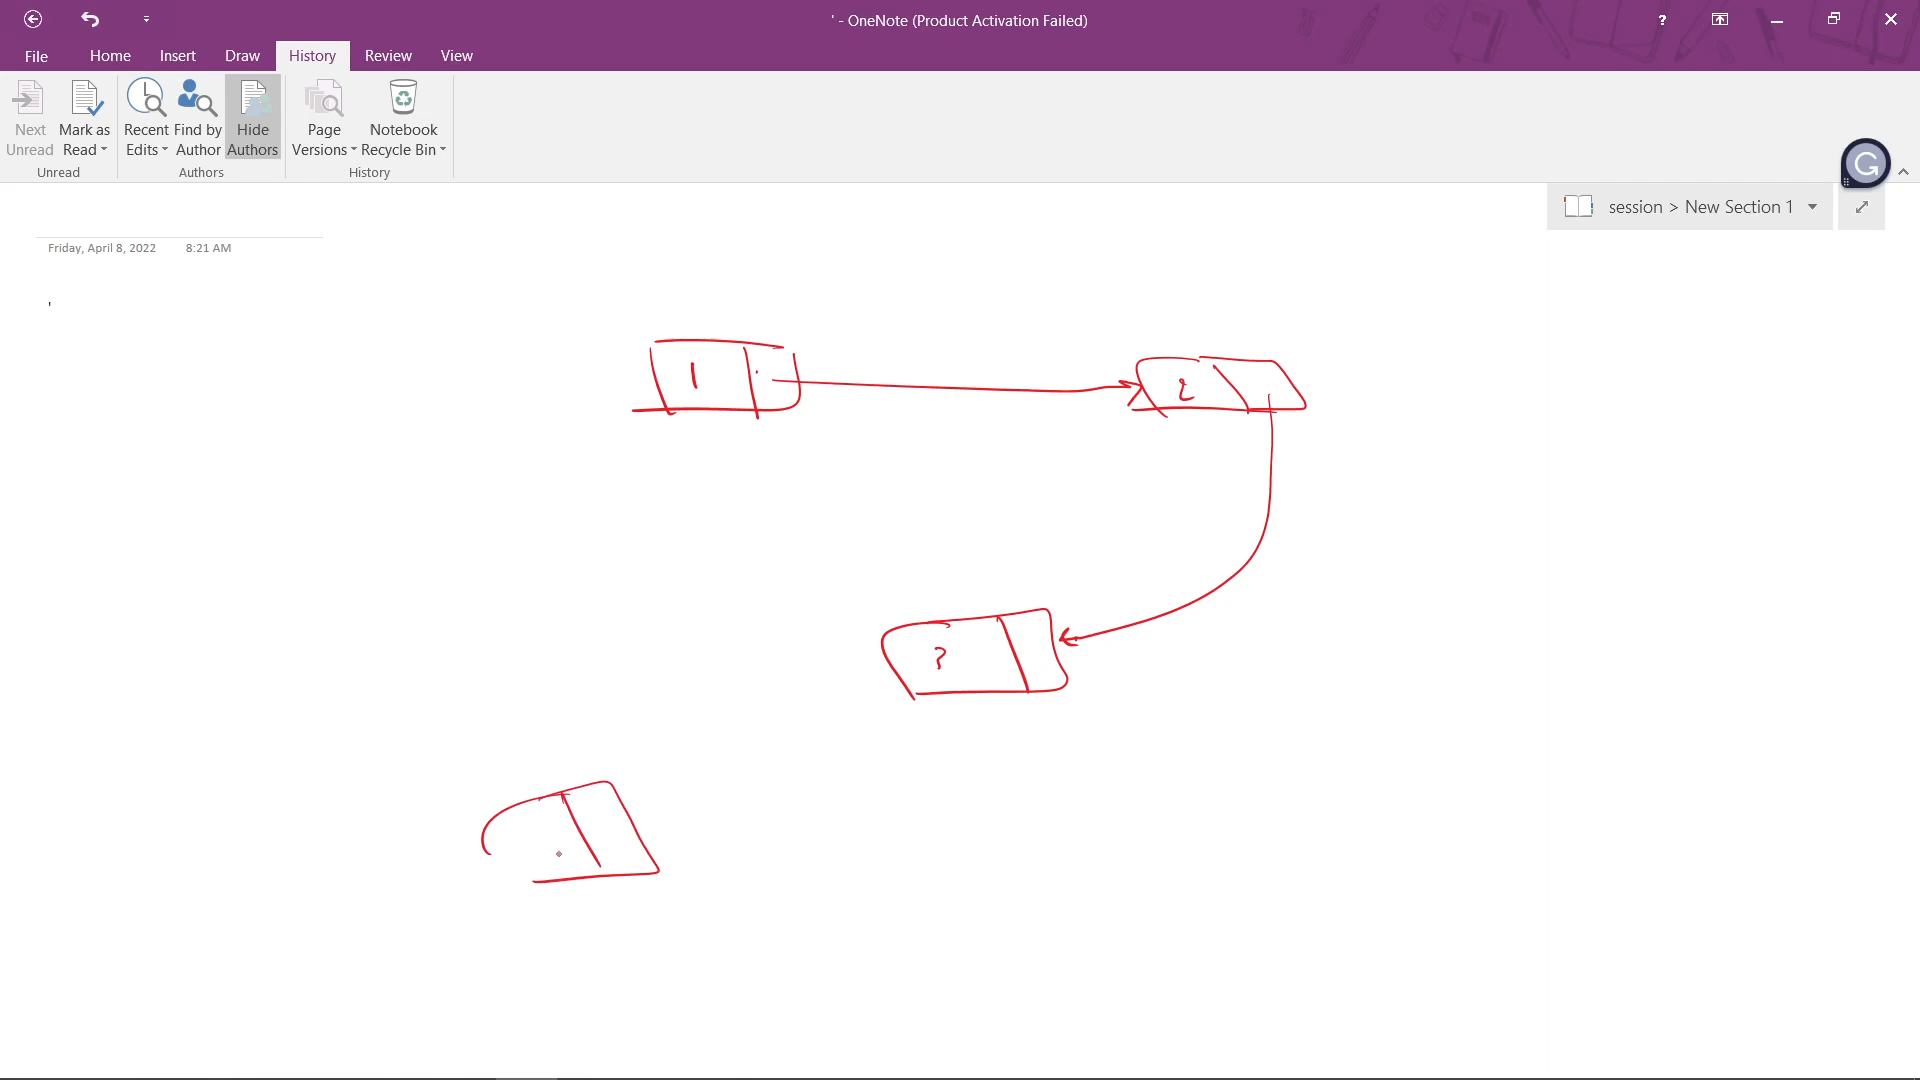 ' - OneNote (Product Activation Failed)
?
File Home Insert Draw History Review View
Next Unread
Mark as Read
Recent Edits
Find by Author
Hide Authors
Page Versions
Notebook Recycle Bin
Unread
Authors
History
G
session > New Section 1
Friday, April 8, 2022 8:21 AM
'
1
2